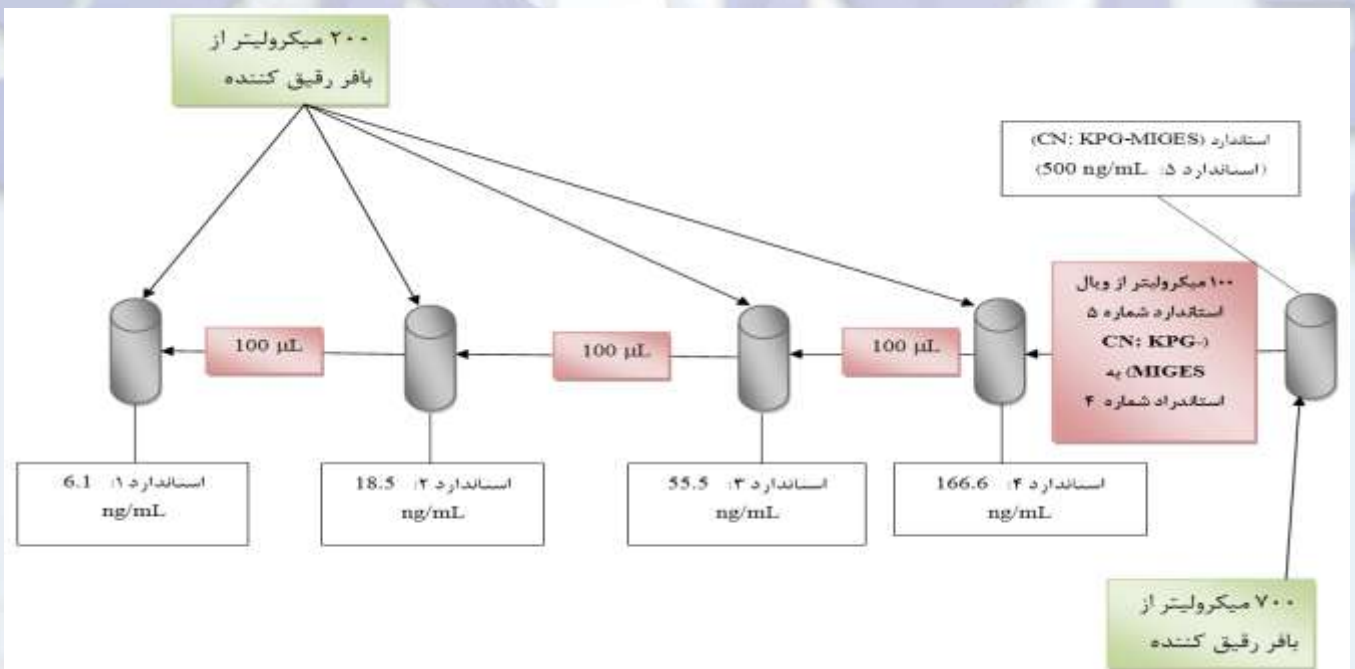 ۲۰۰ میکرولیتر از
بافر رقیق کننده
استاندارد (CN: KPG-MIGES)
(استاندارد ۵: 500 ng/mL)
۱۰۰ میکرولیتر از ویال
استاندارد شماره ۵
(CN: KPG-
MIGES) به
استاندراد شماره ۴
100 µL
100 µL
100 µL
استاندارد ۴: 166.6
ng/mL
استاندارد ۳: 55.5
ng/mL
استاندارد ۲: 18.5
ng/mL
استاندارد ۱: 6.1
ng/mL
۷۰۰ میکرولیتر از
بافر رقیق کننده